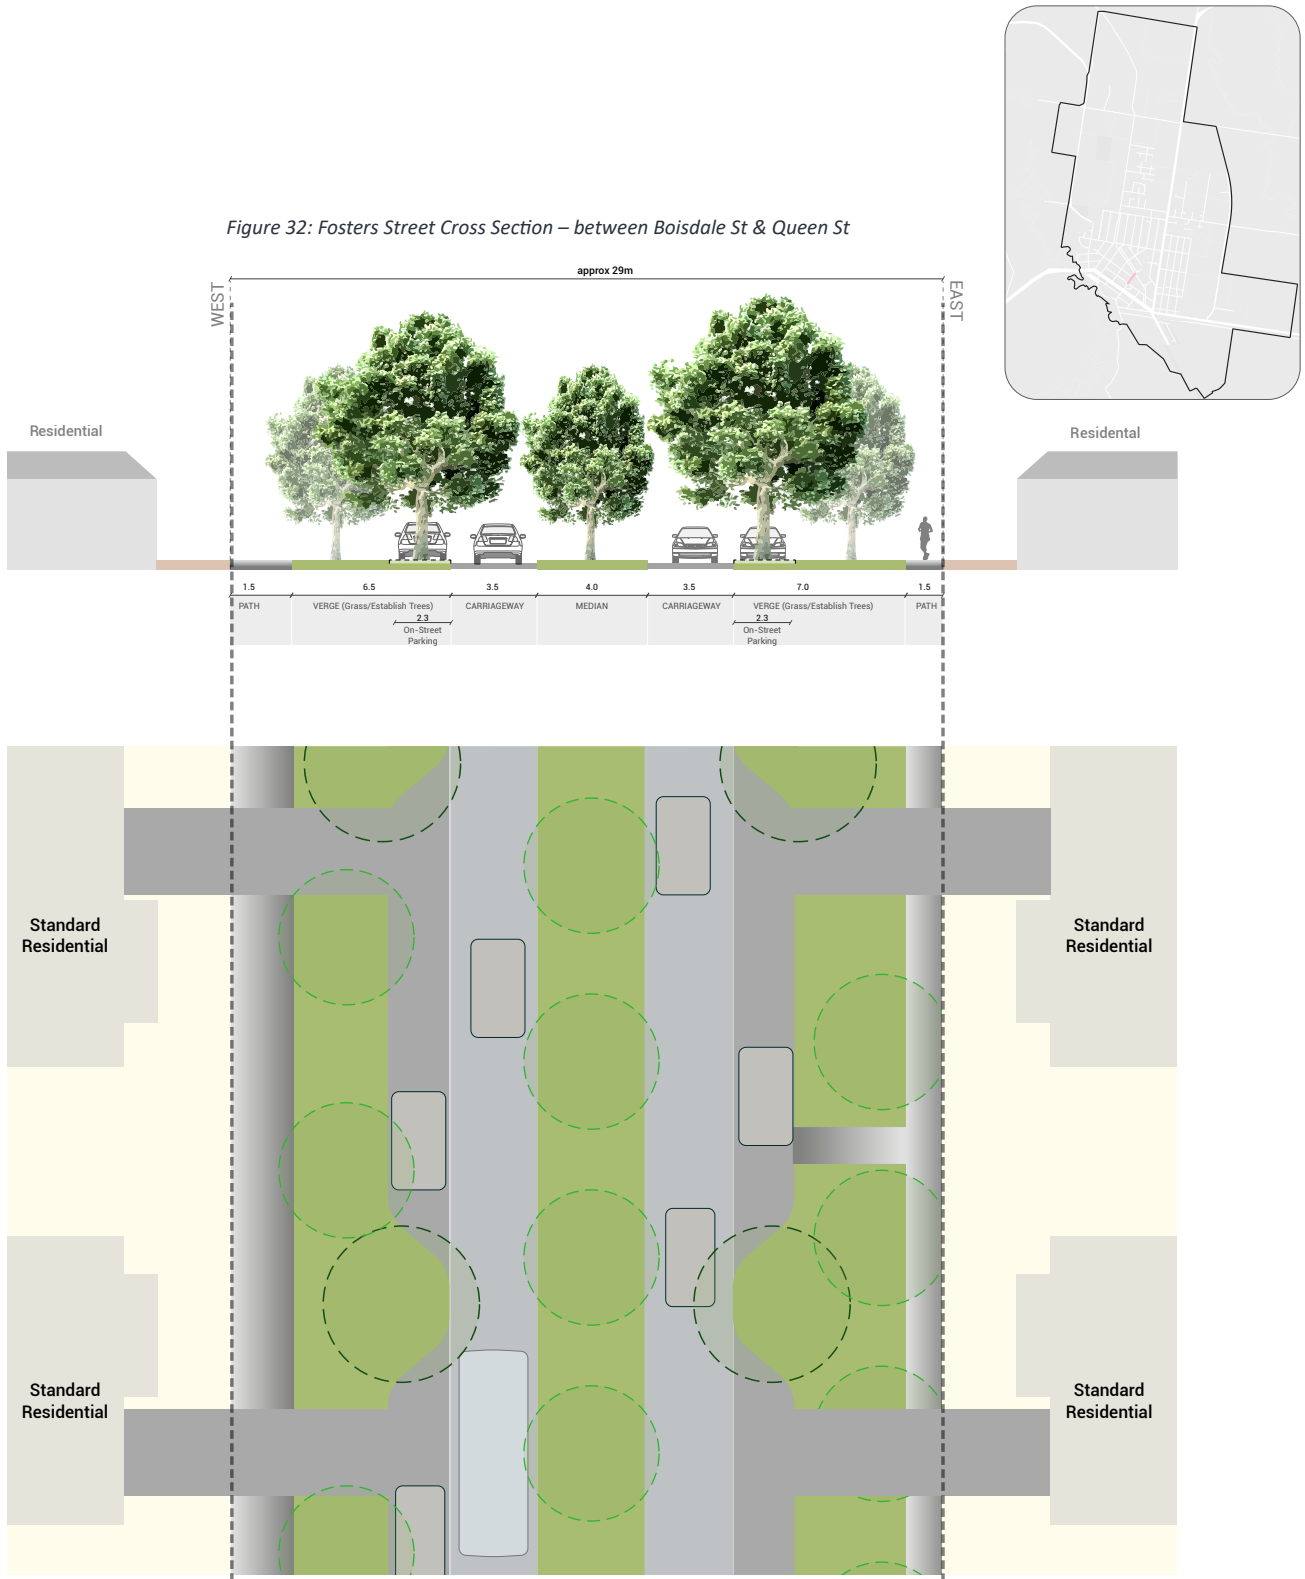 Figure 32: Fosters Street Cross Section – between Boisdale St & Queen St
approx 29m
WEST
EAST
Residential
Residental
1.5
6.5
3.5
4.0
3.5
7.0
1.5
PATH
VERGE (Grass/Establish Trees)
CARRIAGEWAY
MEDIAN
CARRIAGEWAY
VERGE (Grass/Establish Trees)
PATH
2.3
On-Street
Parking
2.3
On-Street
Parking
Standard
Residential
Standard
Residential
Standard
Residential
Standard
Residential